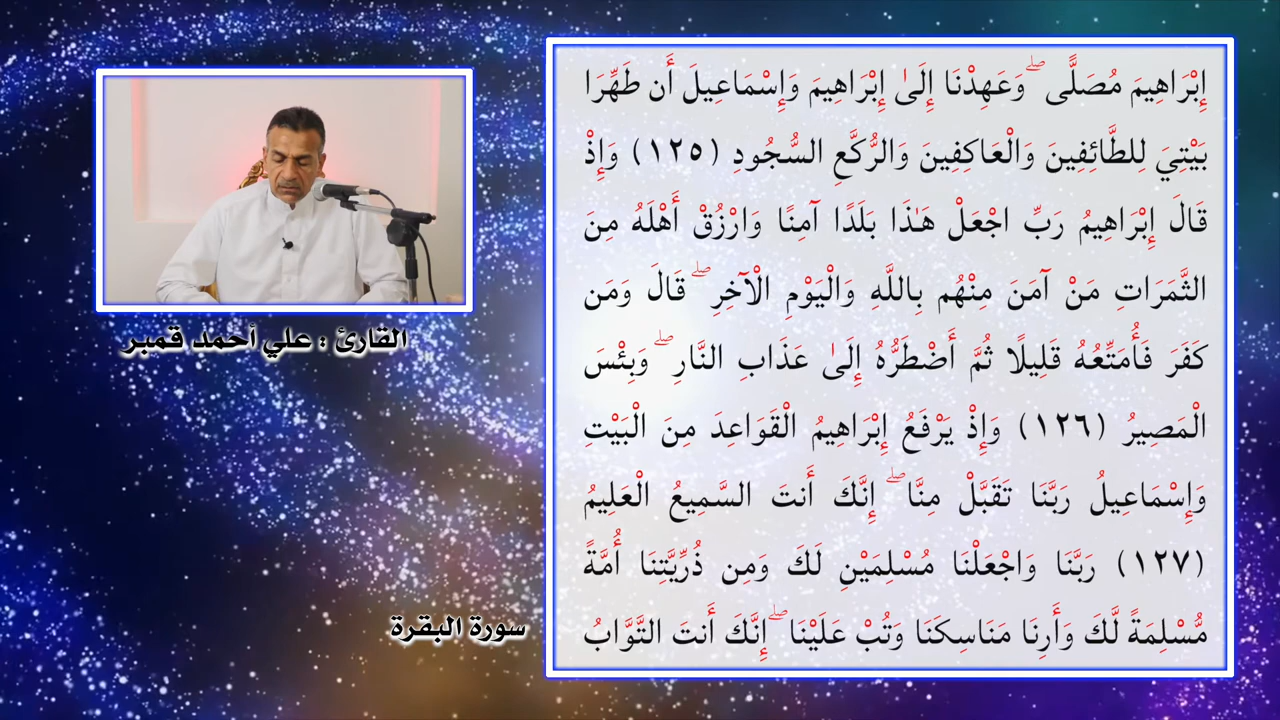 إِبْرَاهِيمَ مُصَلًّى ۖ وَعَهِدْنَا إِلَىٰ إِبْرَاهِيمَ وَإِسْمَاعِيلَ أَن طَهِّرَا
بَيْتِيَ لِلطَّائِفِينَ وَالْعَاكِفِينَ وَالرُّكَّعِ السُّجُودِ (١٢٥) وَإِذْ
قَالَ إِبْرَاهِيمُ رَبِّ اجْعَلْ هَٰذَا بَلَدًا آمِنًا وَارْزُقْ أَهْلَهُ مِنَ
الثَّمَرَاتِ مَنْ آمَنَ مِنْهُم بِاللَّهِ وَالْيَوْمِ الْآخِرِ ۖ قَالَ وَمَن
كَفَرَ فَأُمَتِّعُهُ قَلِيلًا ثُمَّ أَضْطَرُّهُ إِلَىٰ عَذَابِ النَّارِ ۖ وَبِئْسَ
الْمَصِيرُ (١٢٦) وَإِذْ يَرْفَعُ إِبْرَاهِيمُ الْقَوَاعِدَ مِنَ الْبَيْتِ
وَإِسْمَاعِيلُ رَبَّنَا تَقَبَّلْ مِنَّا ۖ إِنَّكَ أَنتَ السَّمِيعُ الْعَلِيمُ
(١٢٧) رَبَّنَا وَاجْعَلْنَا مُسْلِمَيْنِ لَكَ وَمِن ذُرِّيَّتِنَا أُمَّةً
مُّسْلِمَةً لَّكَ وَأَرِنَا مَنَاسِكَنَا وَتُبْ عَلَيْنَا ۖ إِنَّكَ أَنتَ التَّوَّابُ
القارئ : علي أحمد قمبر
سورة البقرة